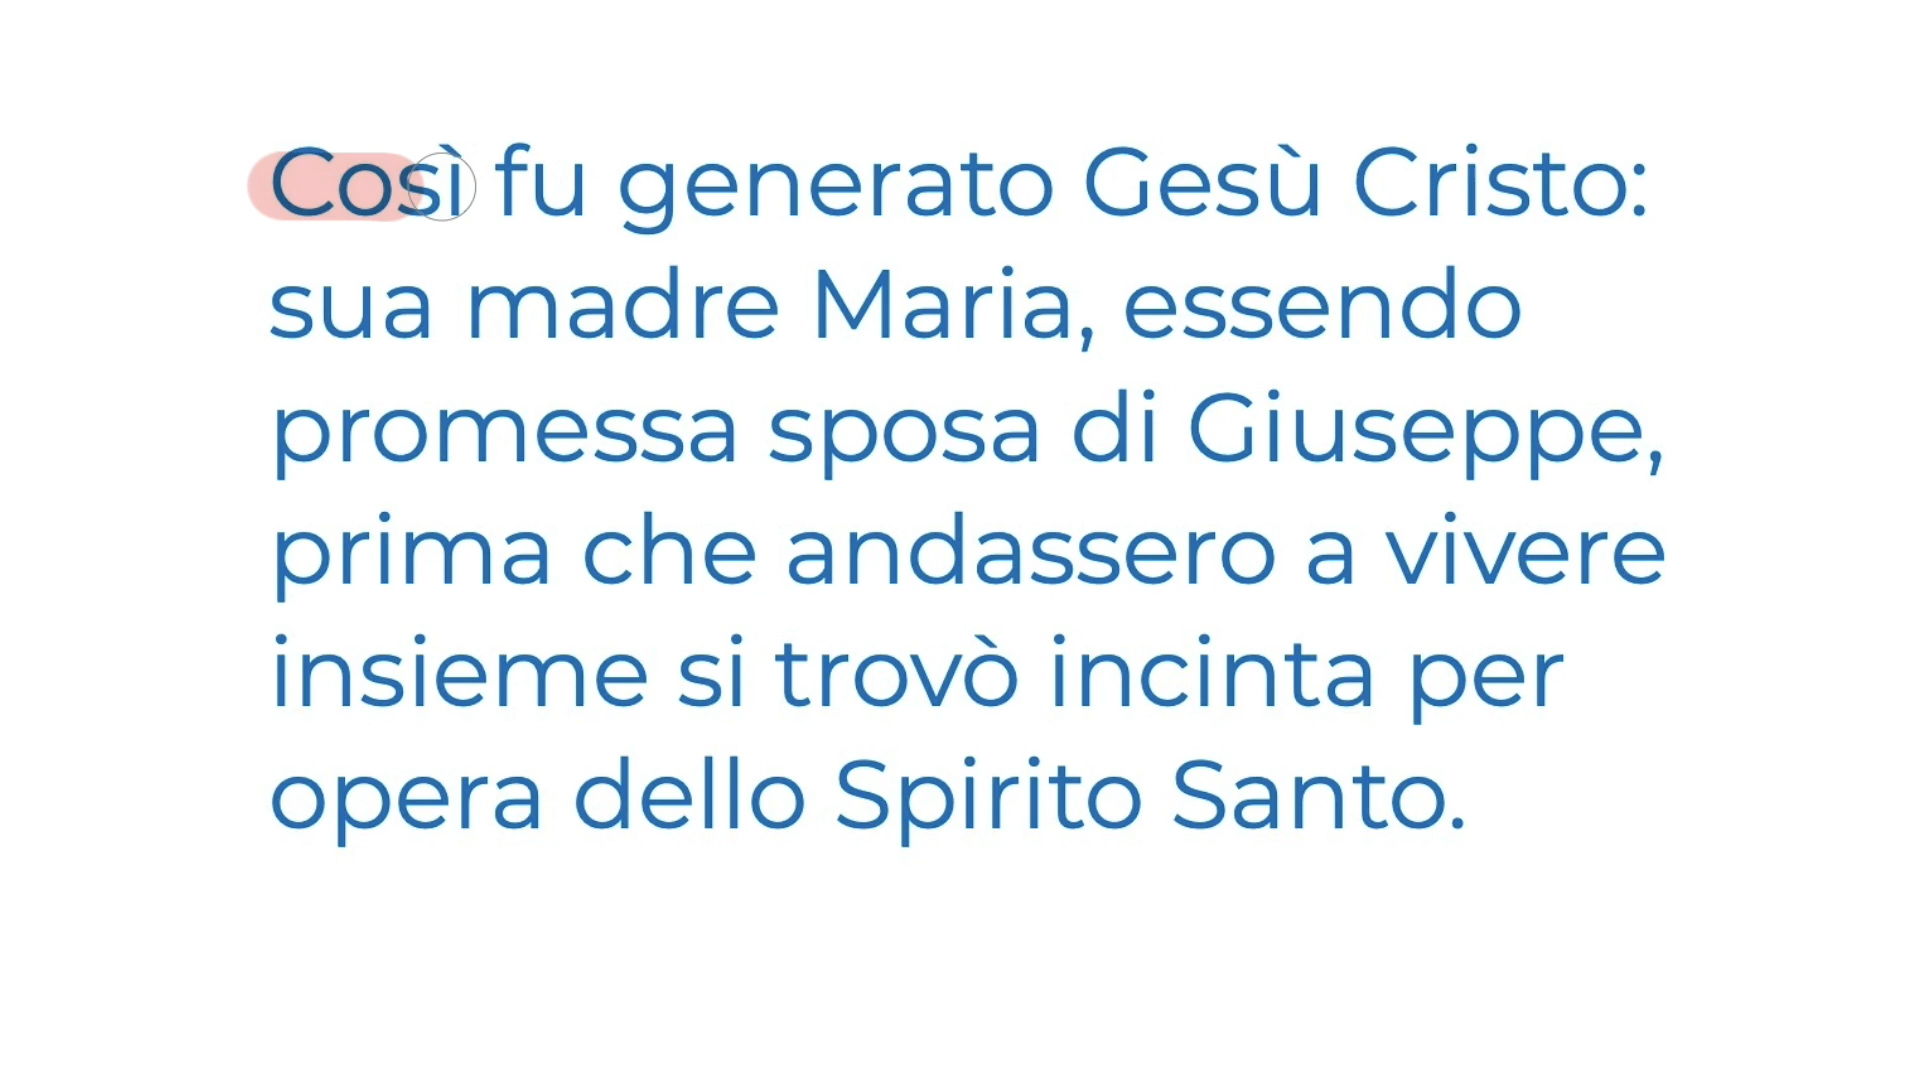 Così fu generato Gesù Cristo:
sua madre Maria, essendo
promessa sposa di Giuseppe,
prima che andassero a vivere
insieme si trovò incinta per
opera dello Spirito Santo.